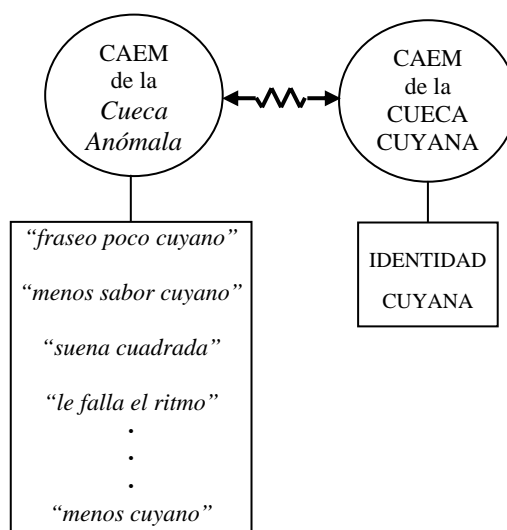 CAEM
de la
Cueca
Anómala
CAEM
de la
CUECA
CUYANA
“fraseo poco cuyano”
“menos sabor cuyano”
“suena cuadrada”
“le falla el ritmo”
.
.
.
“menos cuyano”
IDENTIDAD
CUYANA